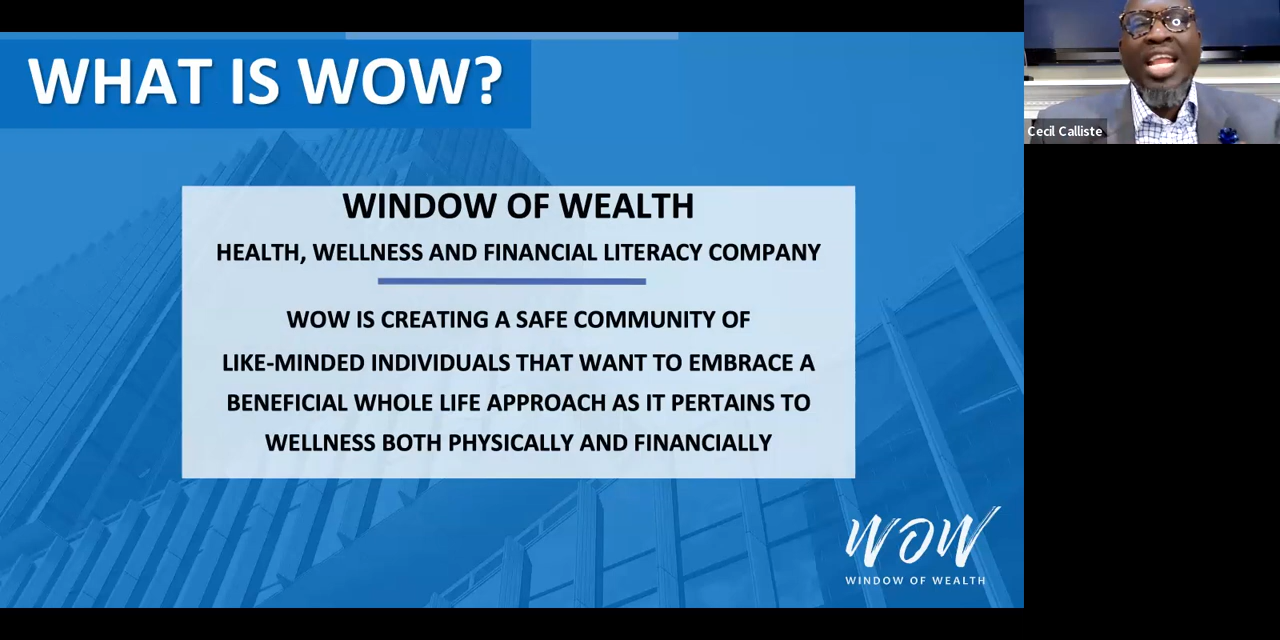 WHAT IS WOW?
Cecil Calliste
WINDOW OF WEALTH
HEALTH, WELLNESS AND FINANCIAL LITERACY COMPANY
WOW IS CREATING A SAFE COMMUNITY OF
LIKE-MINDED INDIVIDUALS THAT WANT TO EMBRACE A
BENEFICIAL WHOLE LIFE APPROACH AS IT PERTAINS TO
WELLNESS BOTH PHYSICALLY AND FINANCIALLY
WOW
WINDOW OF WEALTH